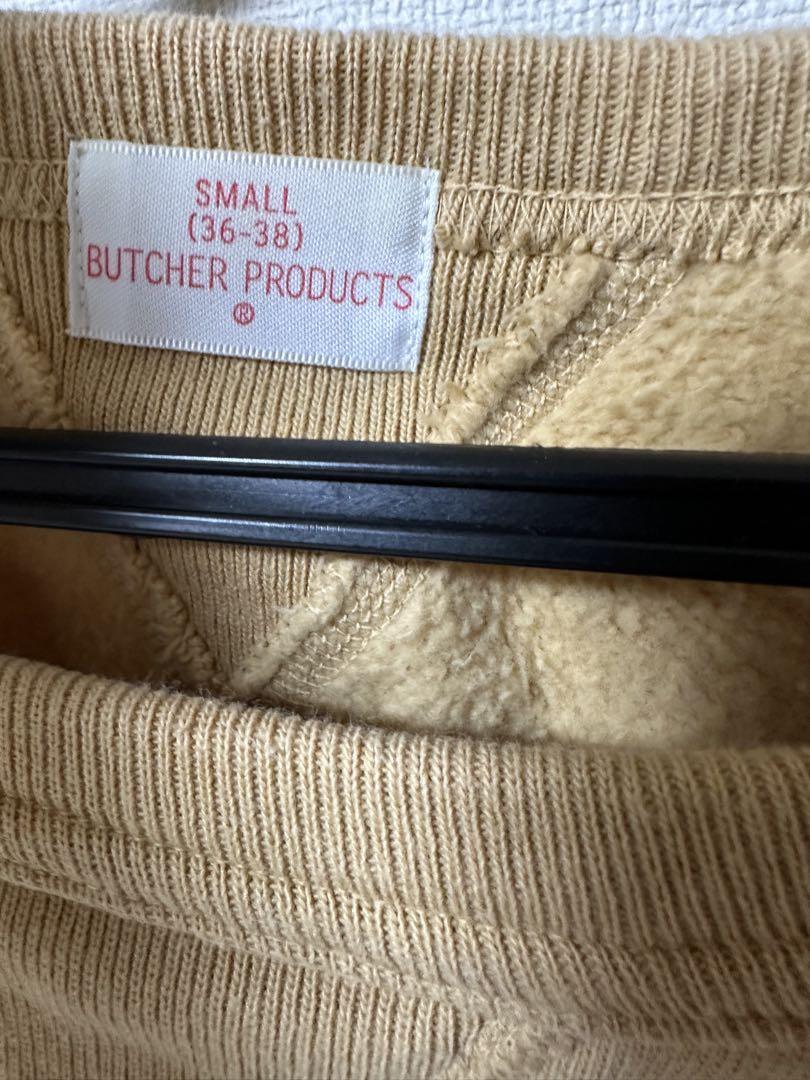 SMALL
(36-38)
BUTCHER PRODUCTS
®